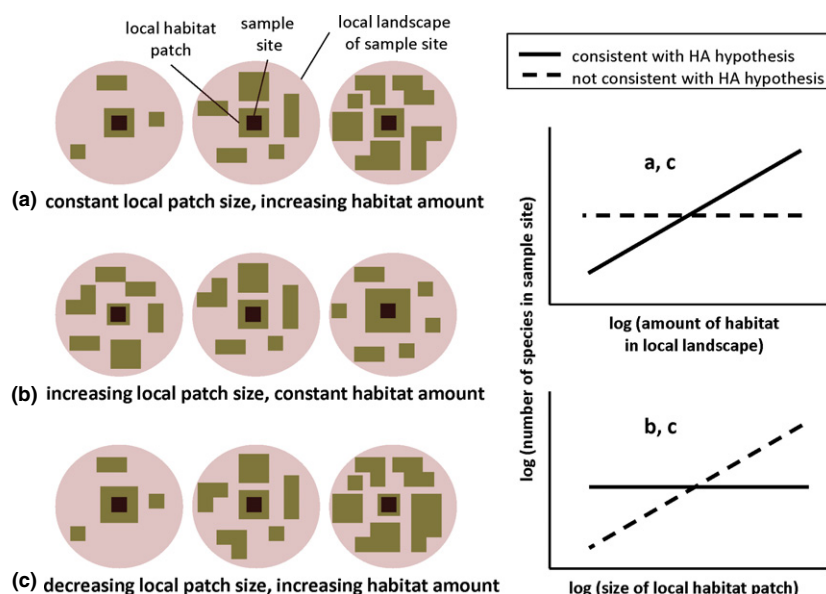 local habitat
patch
sample
site
local landscape
of sample site
(a) constant local patch size, increasing habitat amount
(b) increasing local patch size, constant habitat amount
(c) decreasing local patch size, increasing habitat amount
consistent with HA hypothesis
not consistent with HA hypothesis
log (number of species in sample site)
a, c
log (amount of habitat
in local landscape)
b, c
log (size of local habitat patch)